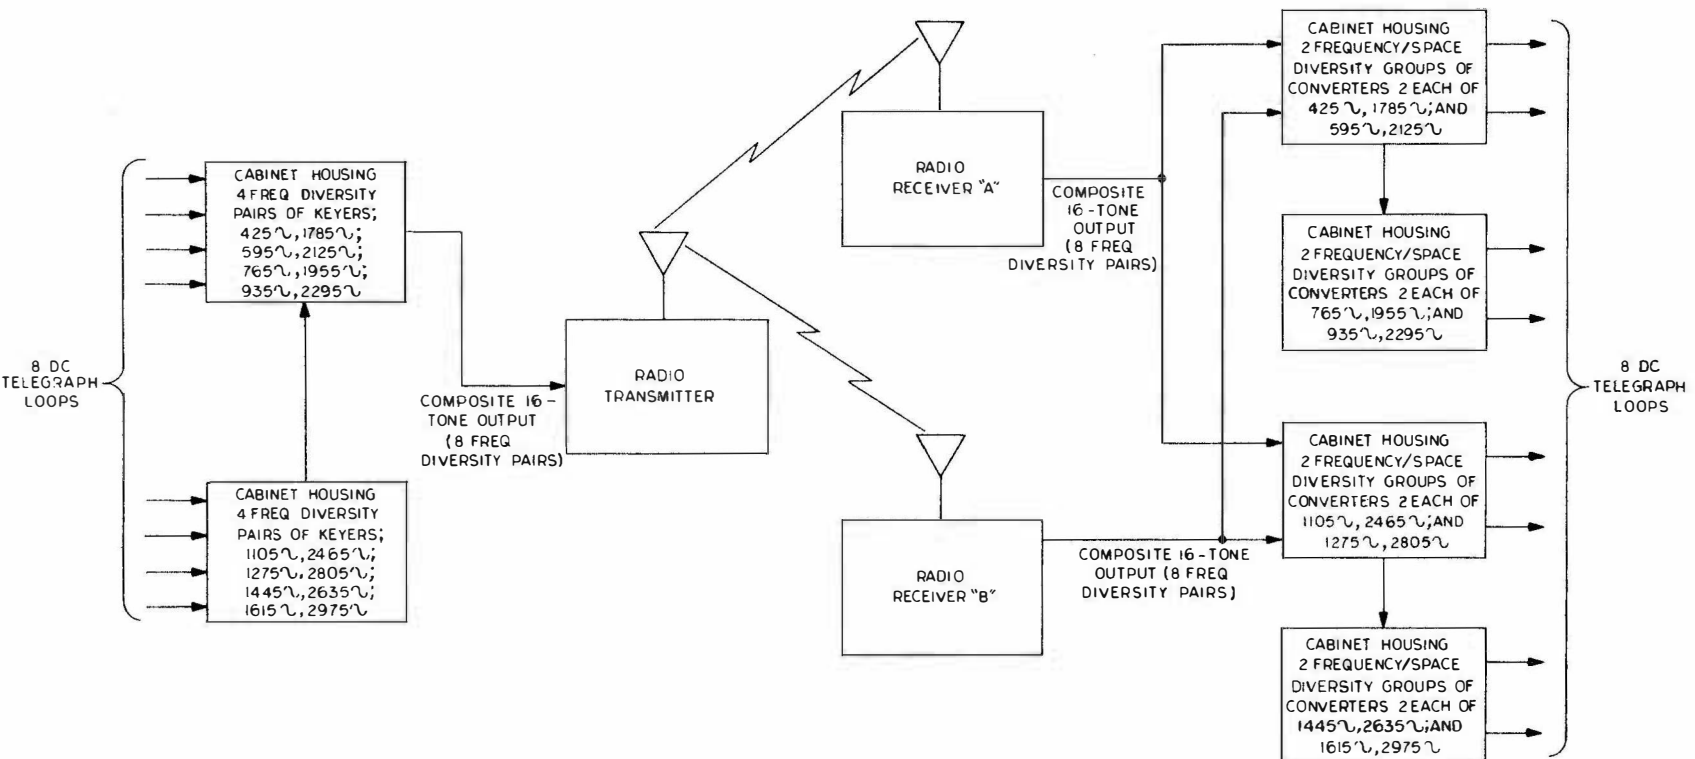 8 DC
TELEGRAPH
LOOPS
CABINET HOUSING
4 FREQ DIVERSITY
PAIRS OF KEYERS;
425∿, 1785∿;
595∿, 2125∿;
765∿, 1955∿;
935∿, 2295∿
CABINET HOUSING
4 FREQ DIVERSITY
PAIRS OF KEYERS;
1105∿, 2465∿;
1275∿, 2805∿;
1445∿, 2635∿;
1615∿, 2975∿
COMPOSITE 16-
TONE OUTPUT
(8 FREQ
DIVERSITY PAIRS)
RADIO
TRANSMITTER
RADIO
RECEIVER "A"
COMPOSITE
16-TONE
OUTPUT
(8 FREQ
DIVERSITY PAIRS)
RADIO
RECEIVER "B"
COMPOSITE 16-TONE
OUTPUT (8 FREQ
DIVERSITY PAIRS)
CABINET HOUSING
2 FREQUENCY/SPACE
DIVERSITY GROUPS OF
CONVERTERS 2 EACH OF
425∿, 1785∿; AND
595∿, 2125∿
CABINET HOUSING
2 FREQUENCY/SPACE
DIVERSITY GROUPS OF
CONVERTERS 2 EACH OF
765∿, 1955∿; AND
935∿, 2295∿
CABINET HOUSING
2 FREQUENCY/SPACE
DIVERSITY GROUPS OF
CONVERTERS 2 EACH OF
1105∿, 2465∿; AND
1275∿, 2805∿
CABINET HOUSING
2 FREQUENCY/SPACE
DIVERSITY GROUPS OF
CONVERTERS 2 EACH OF
1445∿, 2635∿; AND
1615∿, 2975∿
8 DC
TELEGRAPH
LOOPS